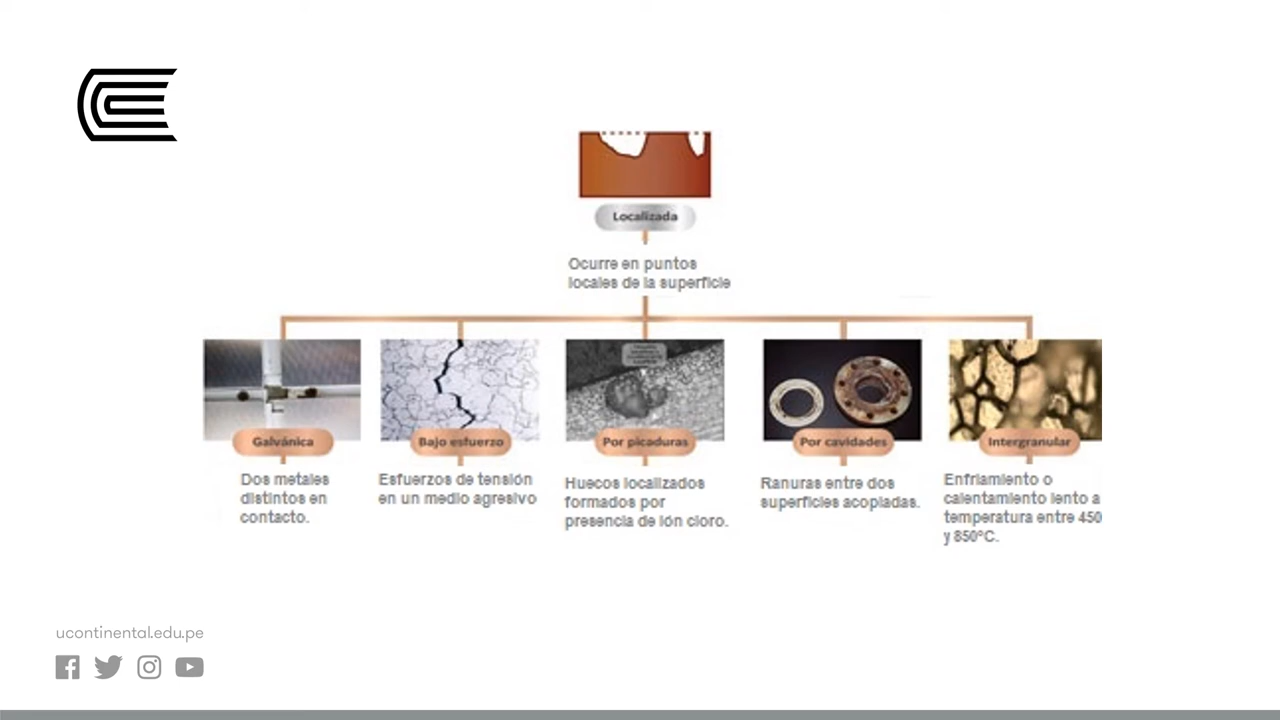 Localizada
Ocurre en puntos
locales de la superficie
Galvánica
Bajo esfuerzo
Por picaduras
Por cavidades
Intergranular
Dos metales
distintos en
contacto.
Esfuerzos de tensión
en un medio agresivo
Huecos localizados
formados por
presencia de ión cloro.
Ranuras entre dos
superficies acopladas.
Enfriamiento o
calentamiento lento a
temperatura entre 450
y 850°C.
ucontinental.edu.pe